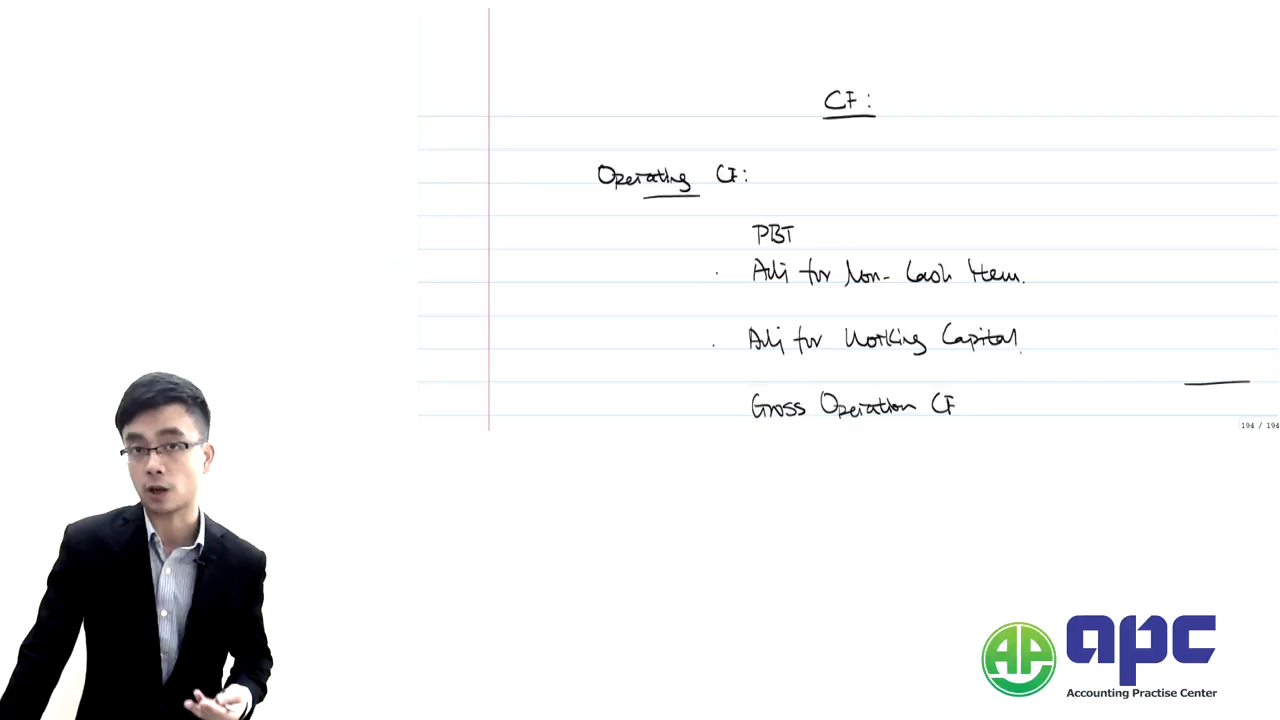 CF:
Operating CF:
PBT
Adj for Non-Cash Item.
Adj for Working Capital.
Gross Operation CF
194 / 194
AP
apc
Accounting Practise Center